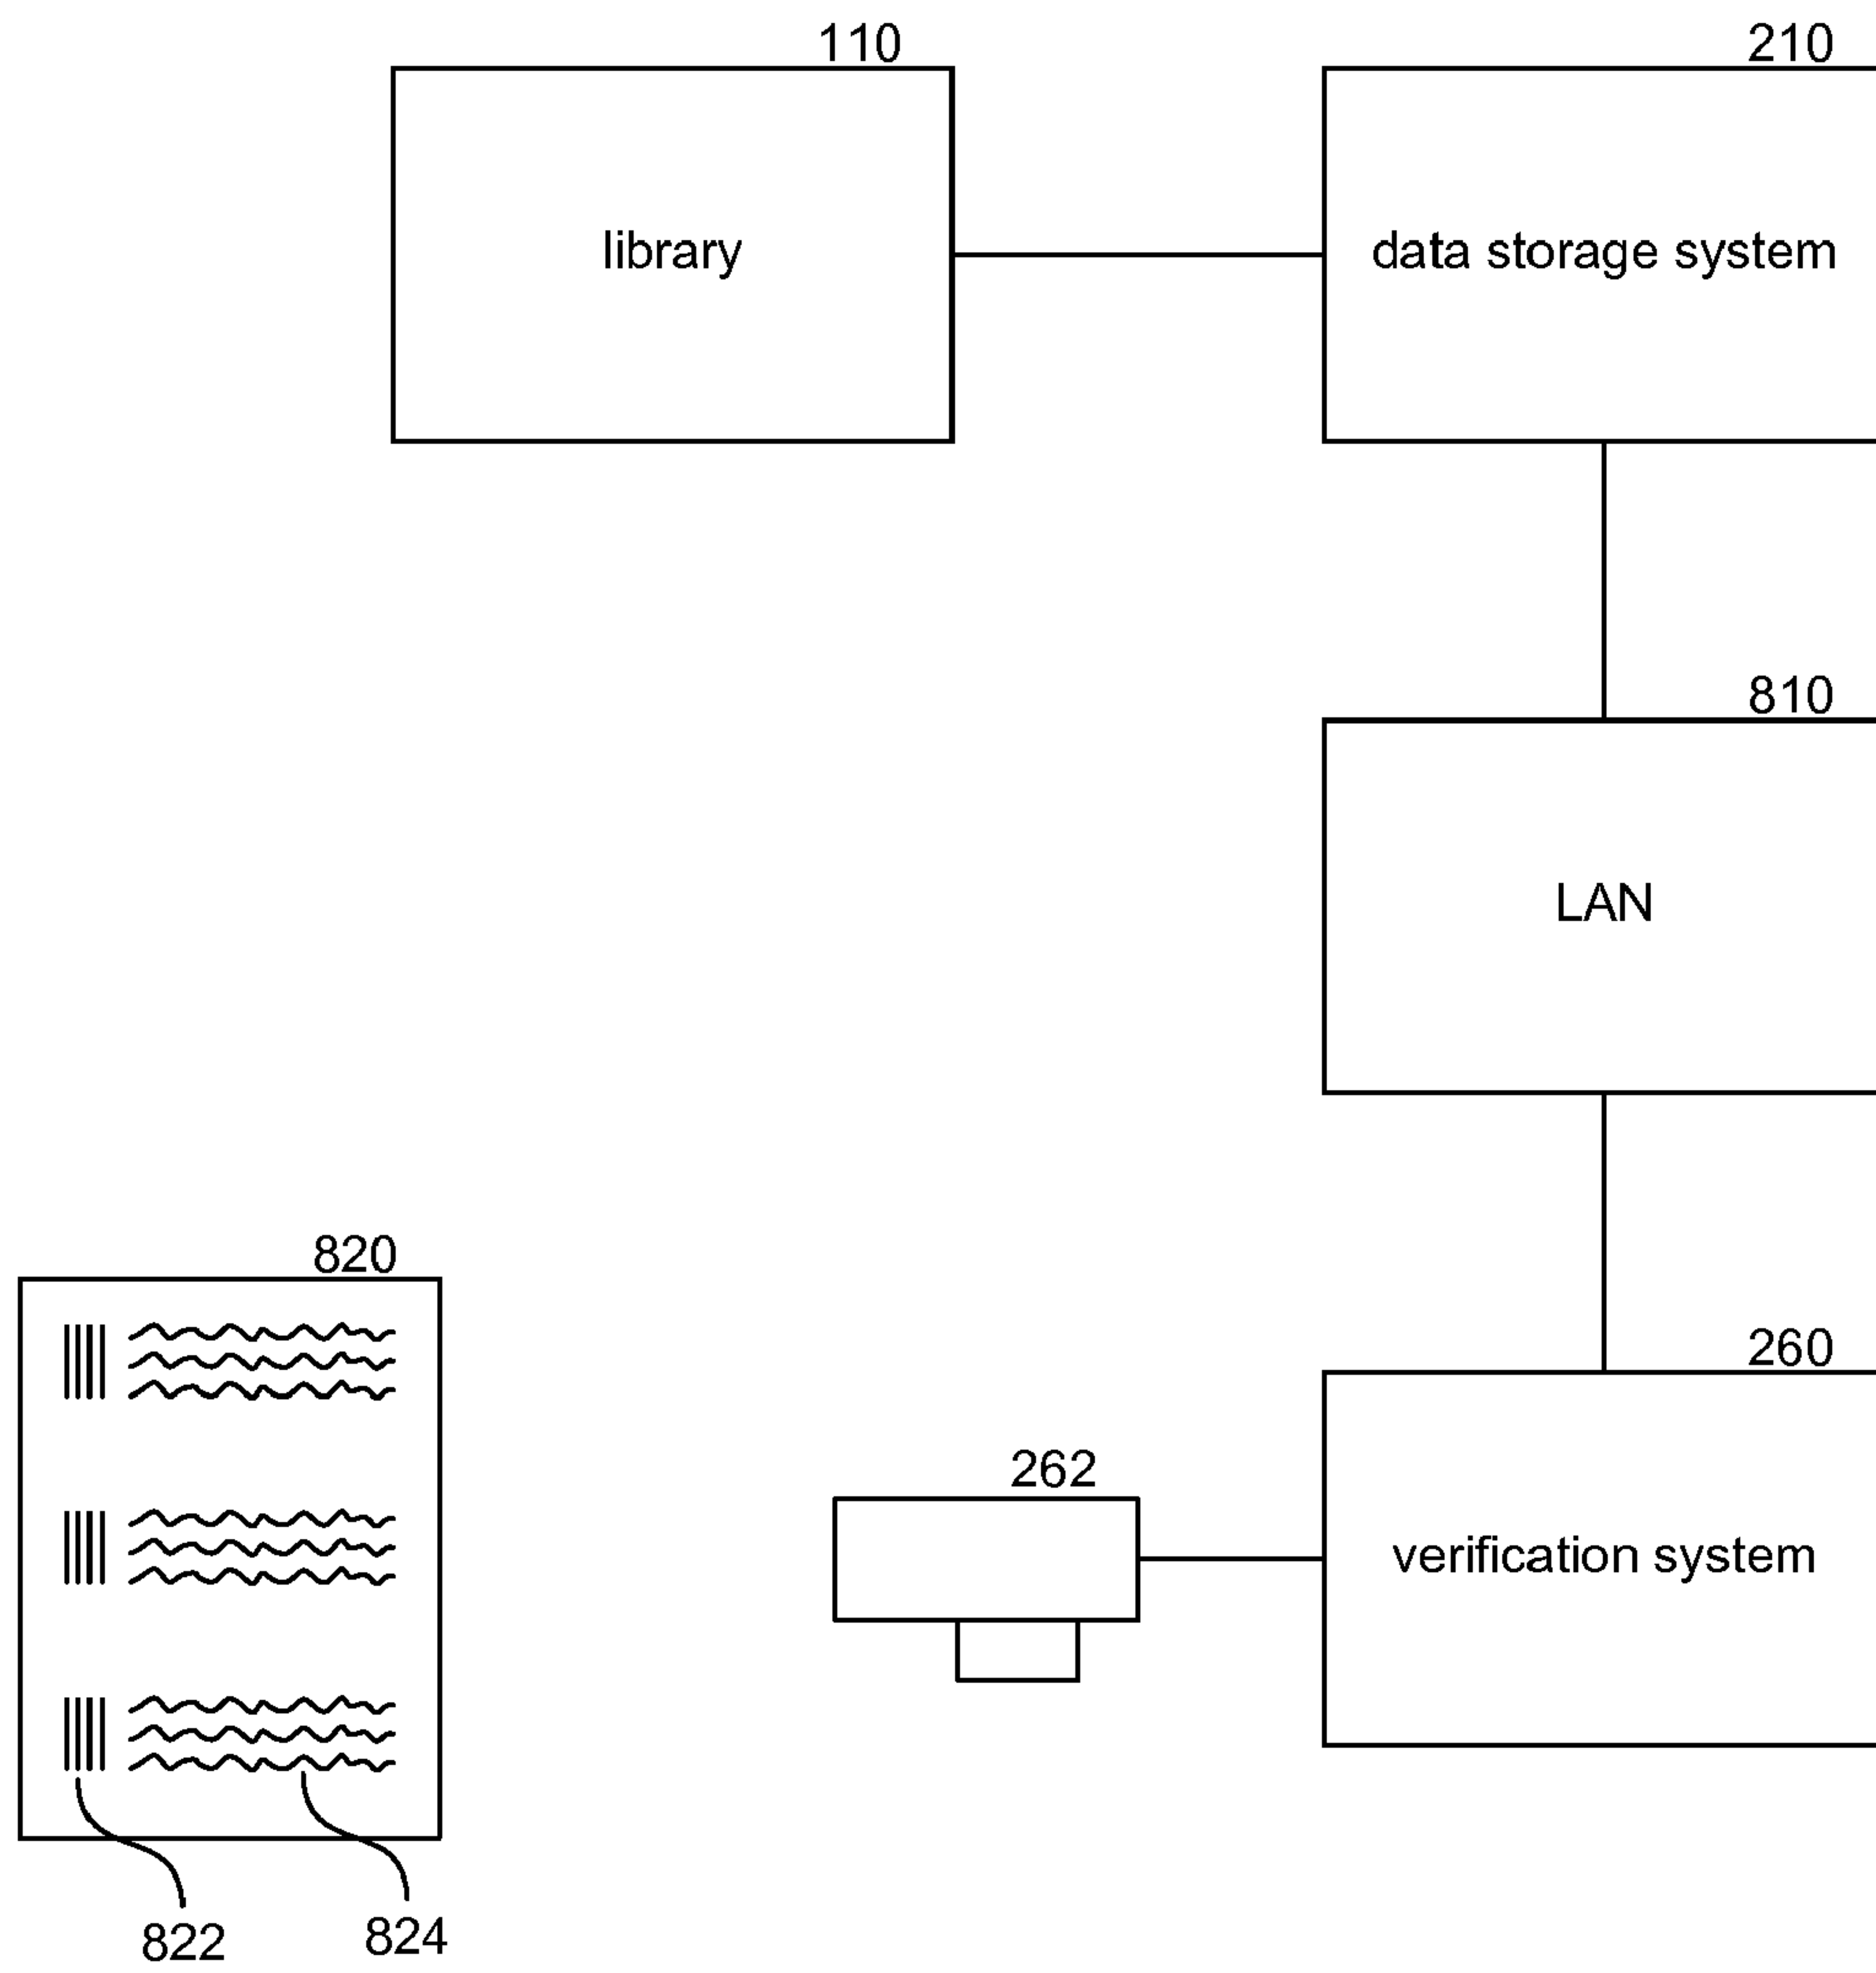 110
210
library
data storage system
810
LAN
820
260
262
verification system
822
824